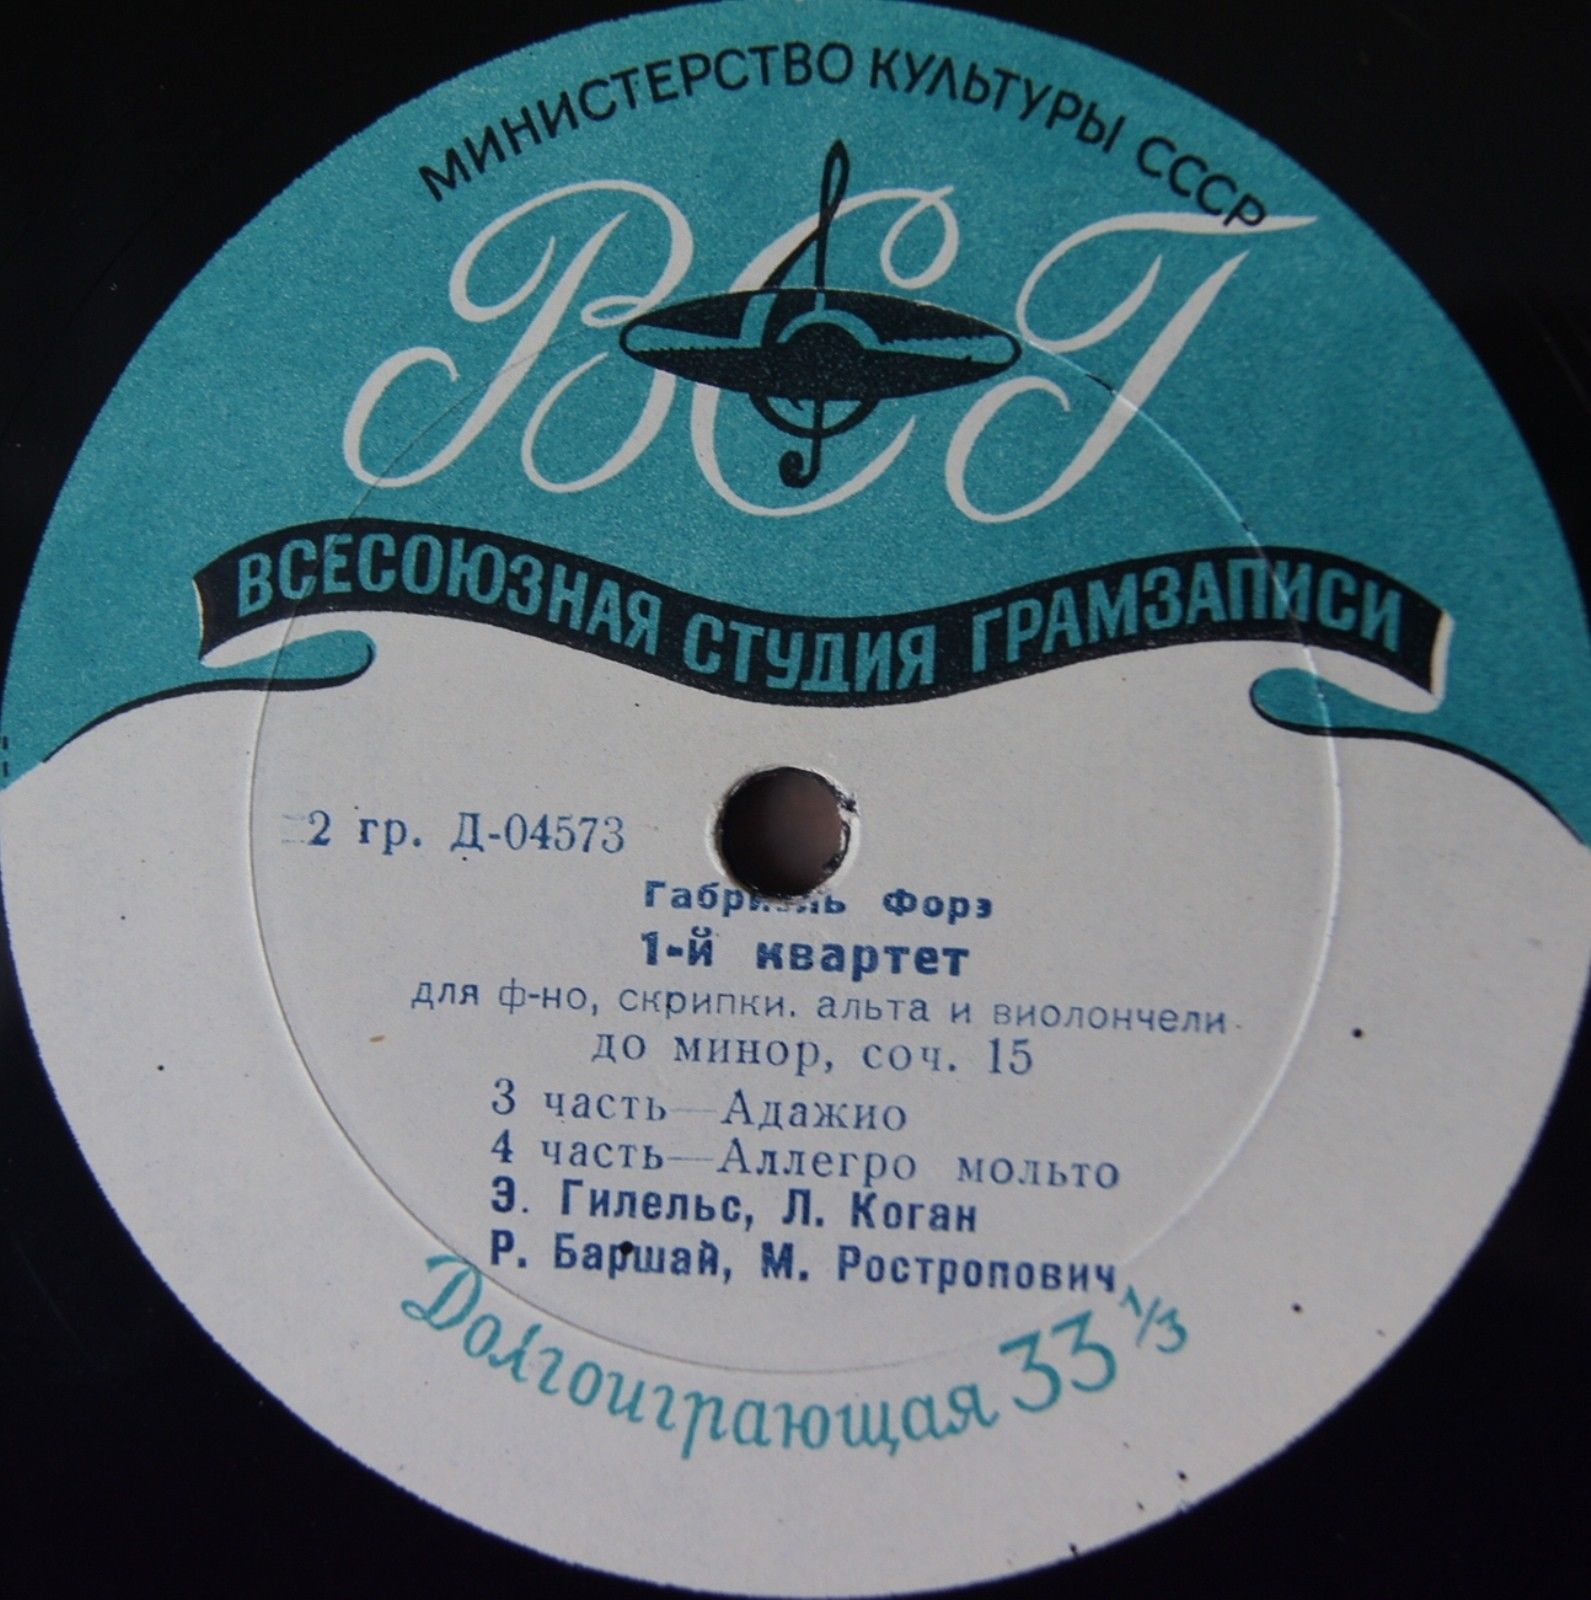 МИНИСТЕРСТВО КУЛЬТУРЫ СССР
ВСГ
ВСЕСОЮЗНАЯ СТУДИЯ ГРАМЗАПИСИ
2 гр. Д-04573
Габриэль Форэ
1-й квартет
для ф-но, скрипки. альта и виолончели
до минор, соч. 15
3 часть—Адажио
4 часть—Аллегро мольто
Э. Гилельс, Л. Коган
Р. Баршай, М. Ростропович
Долгоиграющая 33 1/3